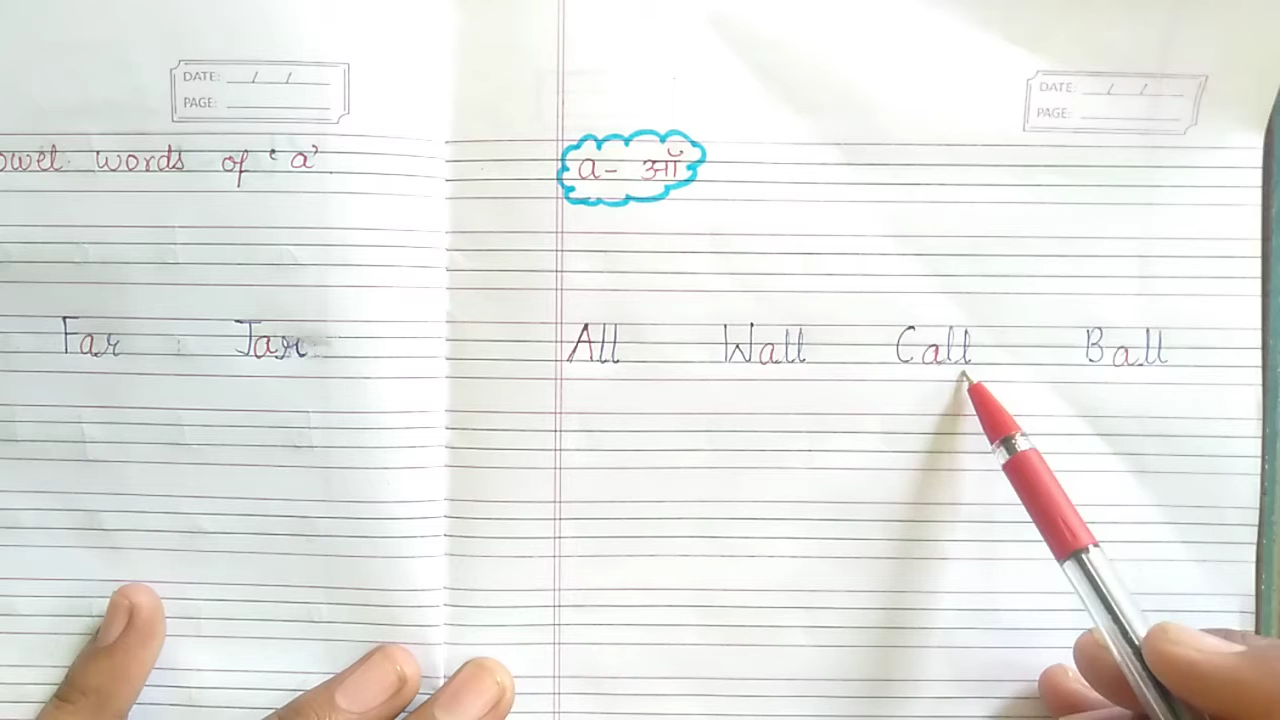 DATE: / /
PAGE:
owel words of 'a'
Far Jar
DATE: / /
PAGE:
a- ऑ
All Wall Call Ball